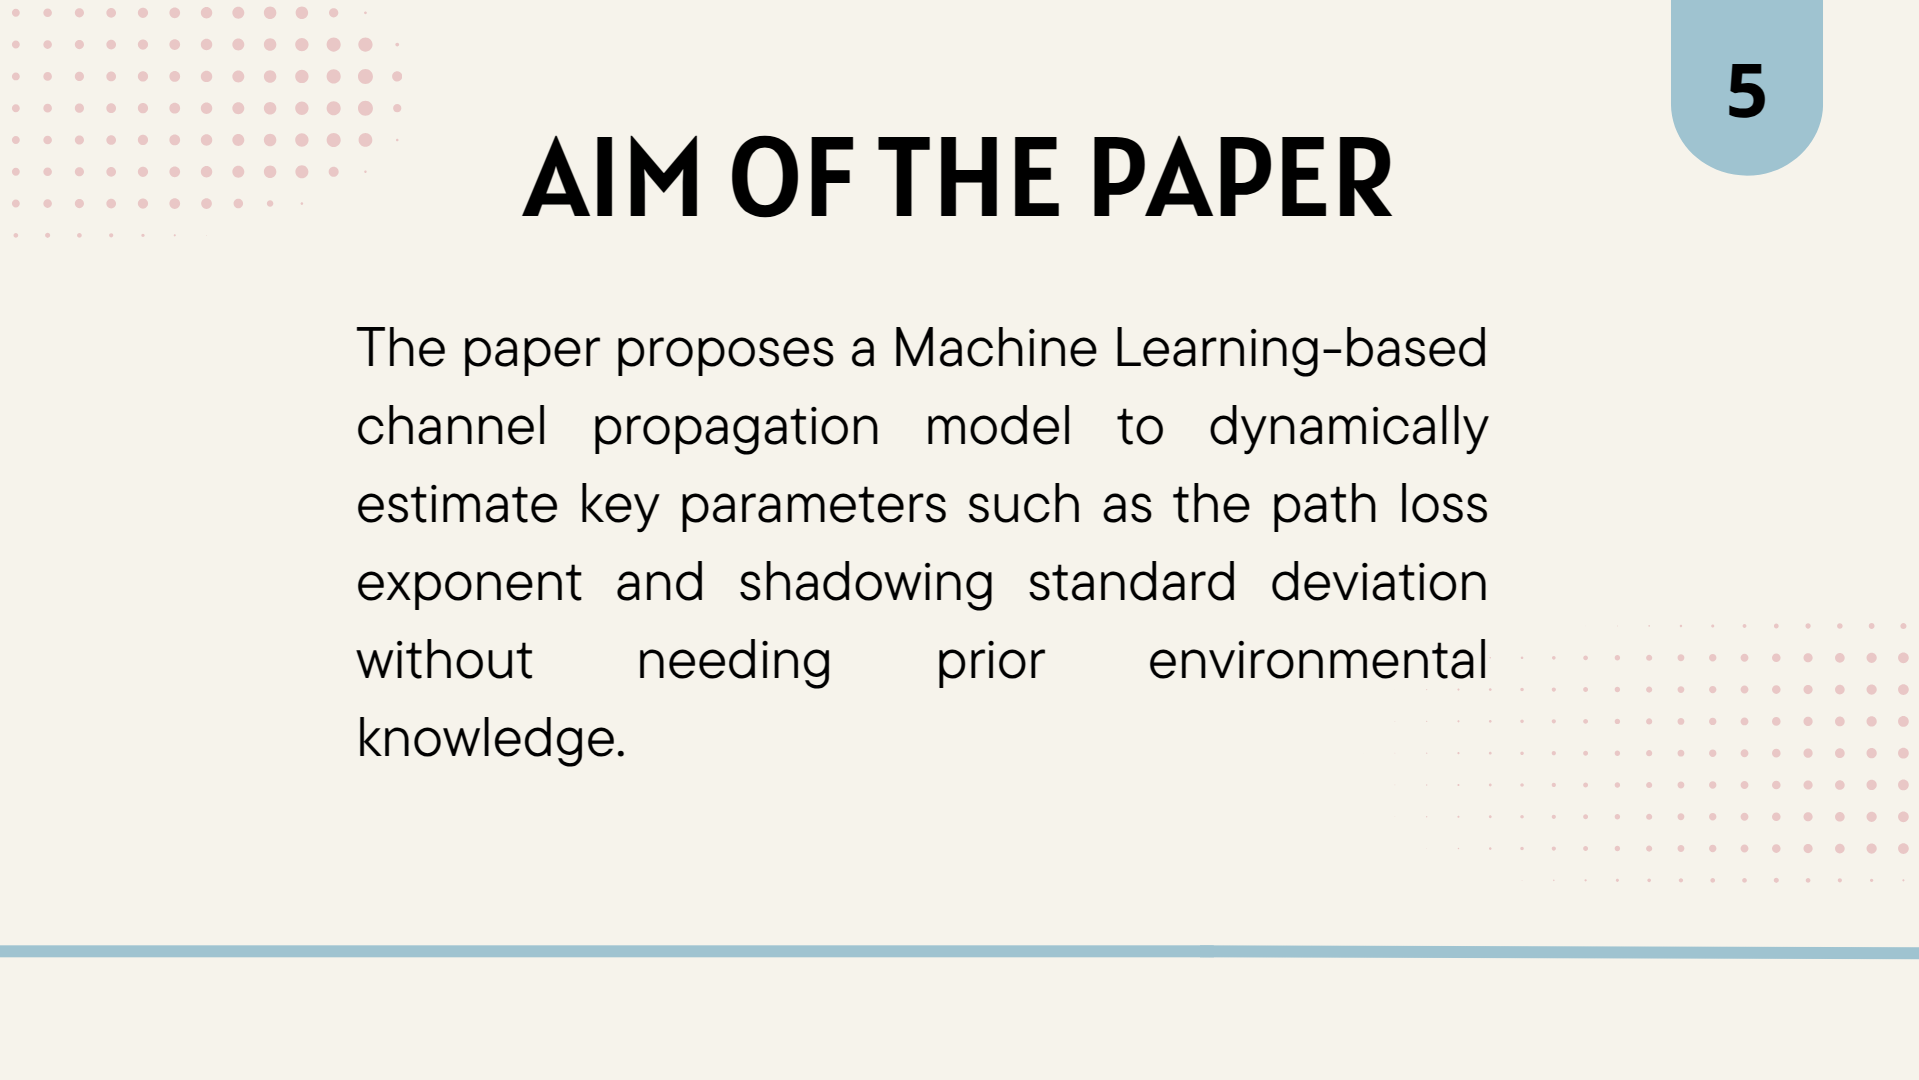 5
AIM OF THE PAPER
The paper proposes a Machine Learning-based
channel propagation model to dynamically
estimate key parameters such as the path loss
exponent and shadowing standard deviation
without needing prior environmental
knowledge.